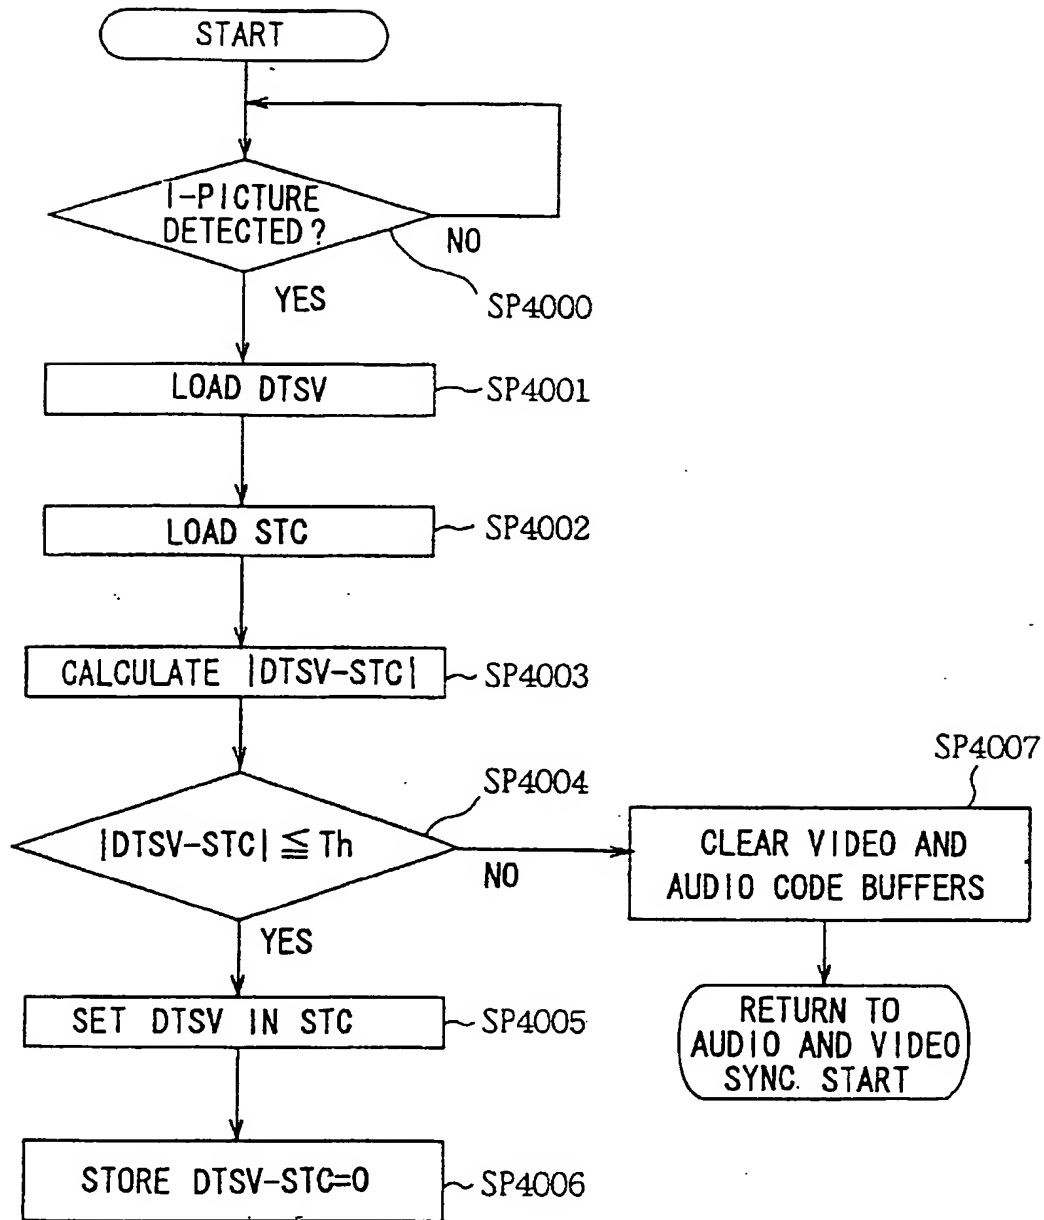 START
I-PICTURE
DETECTED?
NO
YES
SP4000
LOAD DTSV
SP4001
LOAD STC
SP4002
CALCULATE |DTSV-STC|
SP4003
SP4004
|DTSV-STC| ≦ Th
NO
YES
SP4007
CLEAR VIDEO AND
AUDIO CODE BUFFERS
SET DTSV IN STC
SP4005
RETURN TO
AUDIO AND VIDEO
SYNC. START
STORE DTSV-STC=0
SP4006